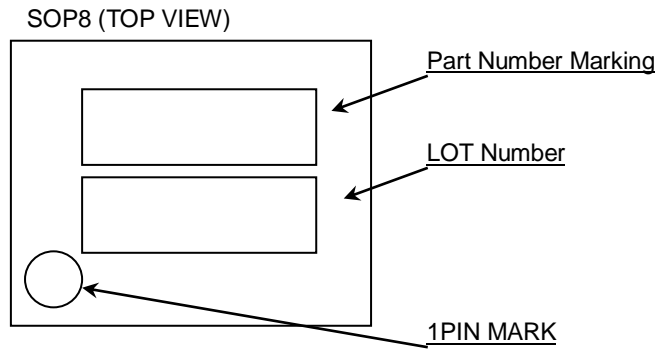 SOP8 (TOP VIEW)
Part Number Marking
LOT Number
1PIN MARK